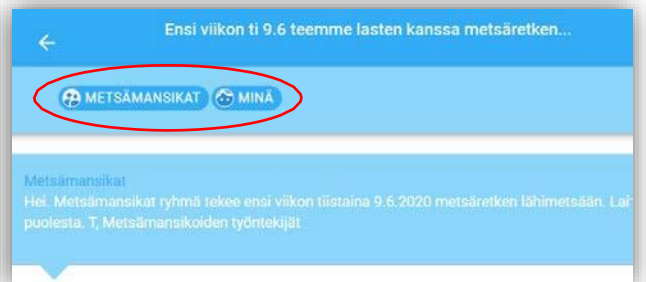 Ensi viikon ti 9.6 teemme lasten kanssa metsäretken...
METSÄMANSIKAT MINÄ
Metsämansikat
Hei. Metsämansikat ryhmä tekee ensi viikon tiistaina 9.6.2020 metsäretken lähimetsään.
puolesta. T, Metsämansikoiden työntekijät